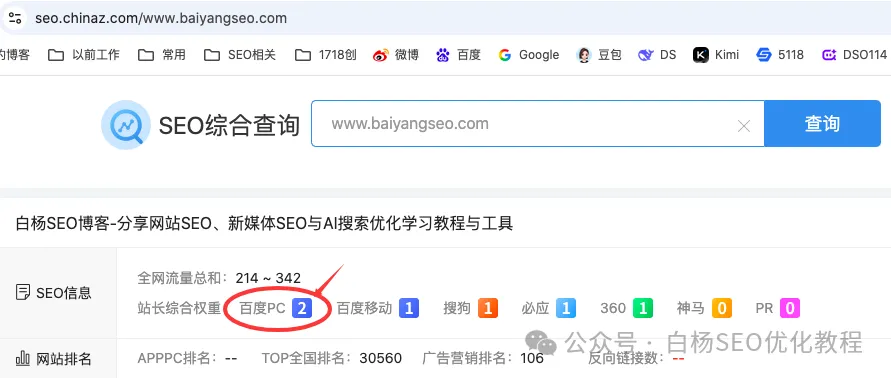 seo.chinaz.com/www.baiyangseo.com
的博客 以前工作 常用 SEO相关 1718创 微博 百度 Google 豆包 DS Kimi 5118 DSO114
SEO综合查询 www.baiyangseo.com 查询
白杨SEO博客-分享网站SEO、新媒体SEO与AI搜索优化学习教程与工具
SEO信息
全网流量总和：214 ~ 342
站长综合权重 百度PC 2 百度移动 1 搜狗 1 必应 1 360 1 神马 0 PR 0
公众号 · 白杨SEO优化教程
网站排名 APPPC排名：-- TOP全国排名：30560 广告营销排名：106 反向链接数：--